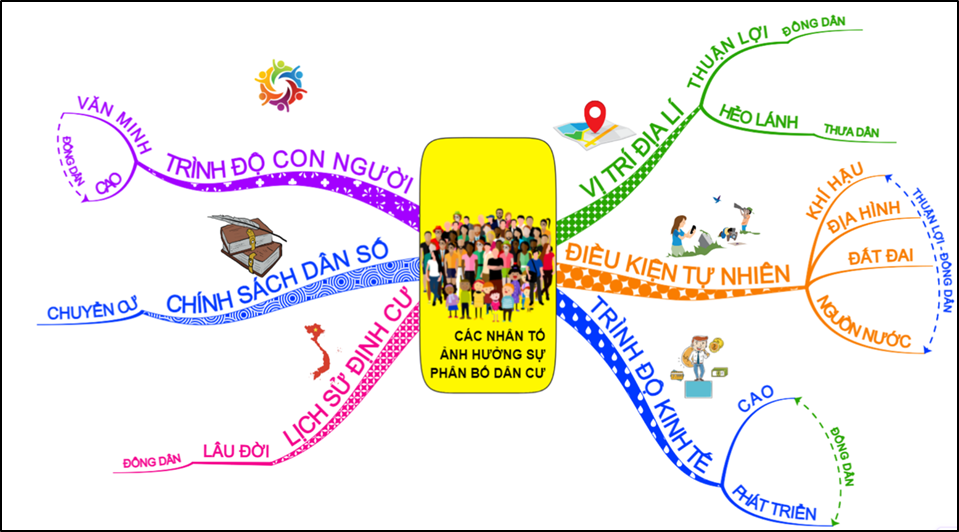 CÁC NHÂN TỐ
ẢNH HƯỞNG SỰ
PHÂN BỐ DÂN CƯ
VỊ TRÍ ĐỊA LÍ
THUẬN LỢI
ĐÔNG DÂN
HẺO LÁNH
THƯA DÂN
ĐIỀU KIỆN TỰ NHIÊN
KHÍ HẬU
ĐỊA HÌNH
ĐẤT ĐAI
NGUỒN NƯỚC
THUẬN LỢI - ĐÔNG DÂN
TRÌNH ĐỘ KINH TẾ
CAO
PHÁT TRIỂN
ĐÔNG DÂN
LỊCH SỬ ĐỊNH CƯ
LÂU ĐỜI
ĐÔNG DÂN
CHÍNH SÁCH DÂN SỐ
CHUYỂN CƯ
TRÌNH ĐỘ CON NGƯỜI
VĂN MINH
CAO
ĐÔNG DÂN